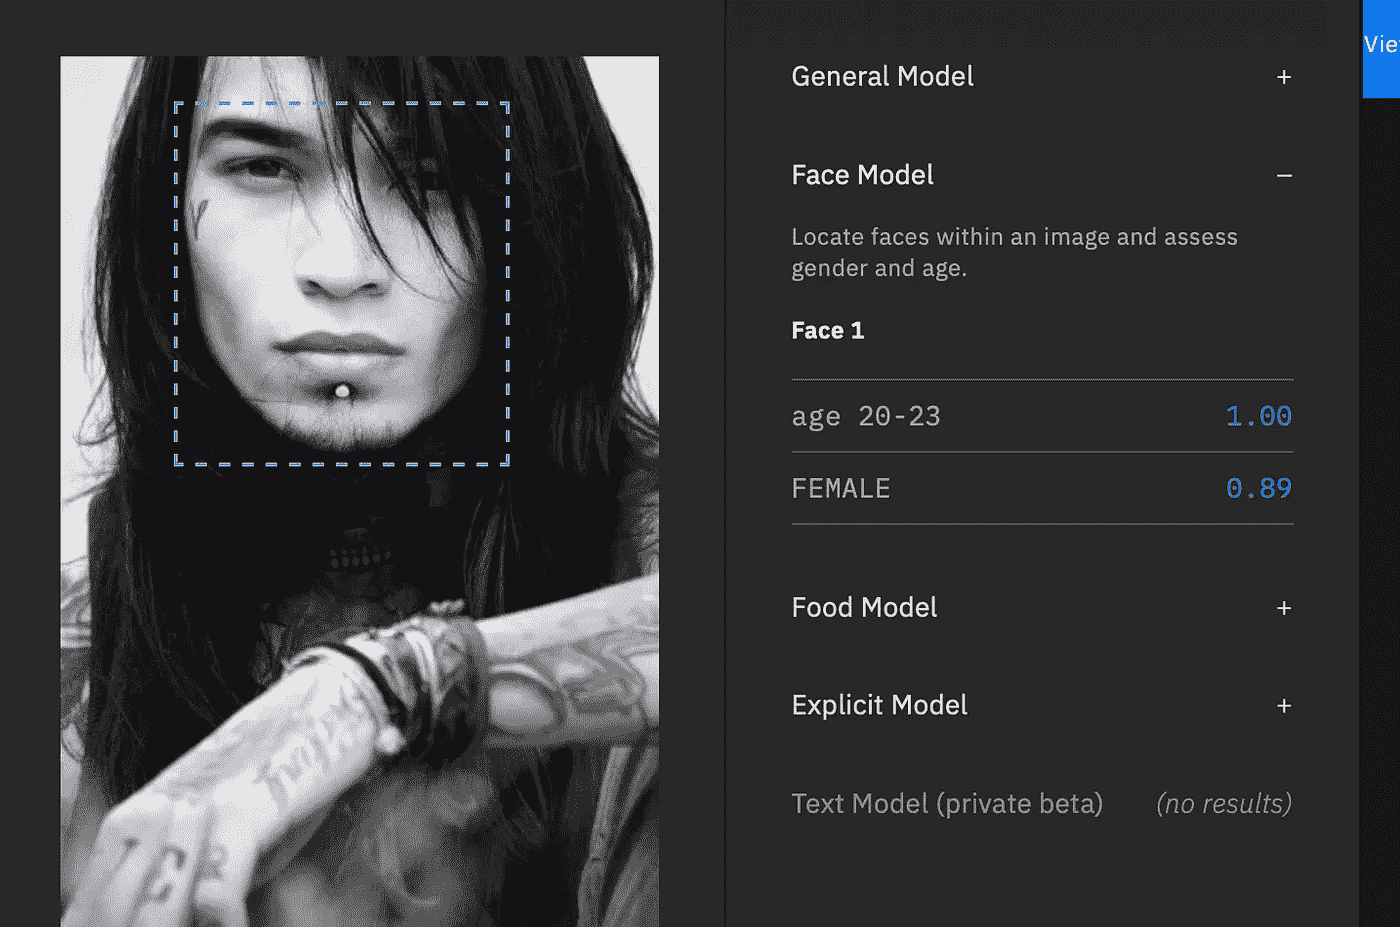 Vie
General Model +
Face Model –
Locate faces within an image and assess
gender and age.
Face 1
age 20-23 1.00
FEMALE 0.89
Food Model +
Explicit Model +
Text Model (private beta) (no results)